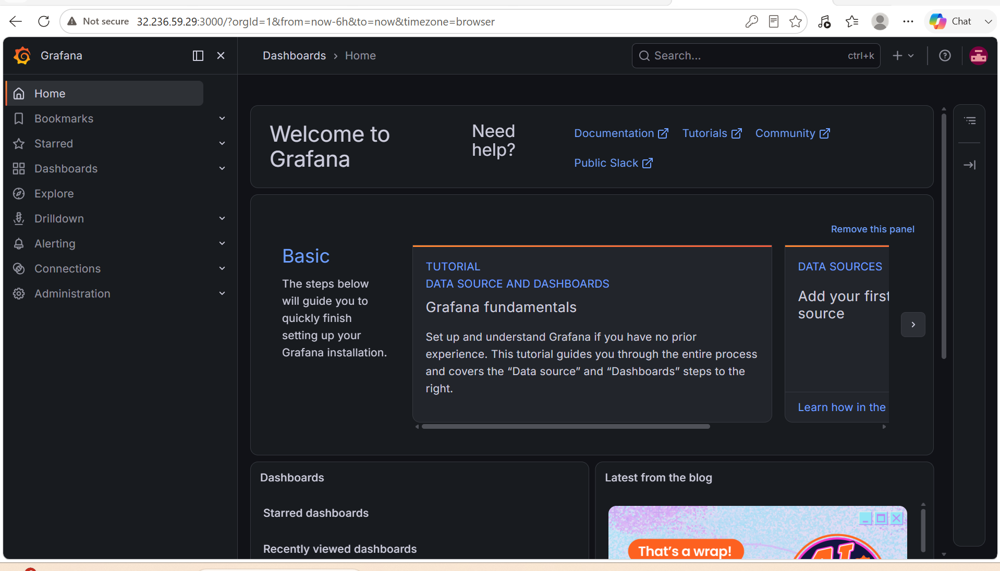 Not secure 32.236.59.29:3000/?orgId=1&from=now-6h&to=now&timezone=browser
Chat
Grafana
Dashboards › Home
Search... ctrl+k
Home
Bookmarks
Starred
Dashboards
Explore
Drilldown
Alerting
Connections
Administration
Welcome to
Grafana
Need
help?
Documentation Tutorials Community
Public Slack
Remove this panel
Basic
The steps below
will guide you to
quickly finish
setting up your
Grafana installation.
TUTORIAL
DATA SOURCE AND DASHBOARDS
Grafana fundamentals
Set up and understand Grafana if you have no prior
experience. This tutorial guides you through the entire process
and covers the “Data source” and “Dashboards” steps to the
right.
DATA SOURCES
Add your first
source
Learn how in the
Dashboards
Starred dashboards
Recently viewed dashboards
Latest from the blog
That's a wrap!